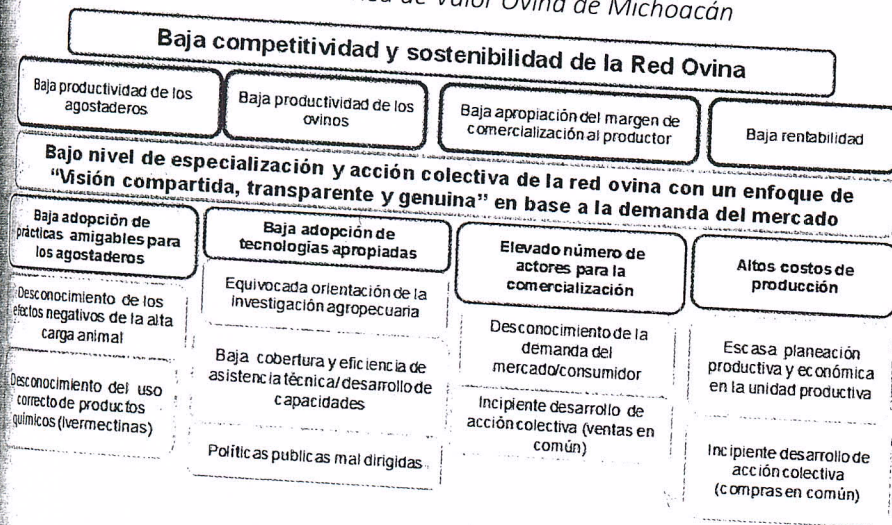 de Valor Ovina de Michoacán
Baja competitividad y sostenibilidad de la Red Ovina
Baja productividad de los
agostaderos
Baja productividad de los
ovinos
Baja apropiación del margen de
comercialización al productor
Baja rentabilidad
Bajo nivel de especialización y acción colectiva de la red ovina con un enfoque de
“Visión compartida, transparente y genuina” en base a la demanda del mercado
Baja adopción de
prácticas amigables para
los agostaderos
Desconocimiento de los
efectos negativos de la alta
carga animal
Desconocimiento del uso
correcto de productos
químicos (Ivermectinas)
Baja adopción de
tecnologías apropiadas
Equivocada orientación de la
investigación agropecuaria
Baja cobertura y eficiencia de
asistencia técnica/desarrollo de
capacidades
Políticas publicas mal dirigidas
Elevado número de
actores para la
comercialización
Desconocimiento de la
demanda del
mercado/consumidor
Incipiente desarrollo de
acción colectiva (ventas en
común)
Altos costos de
producción
Escasa planeación
productiva y económica
en la unidad productiva
Incipiente desarrollo de
acción colectiva
(compras en común)